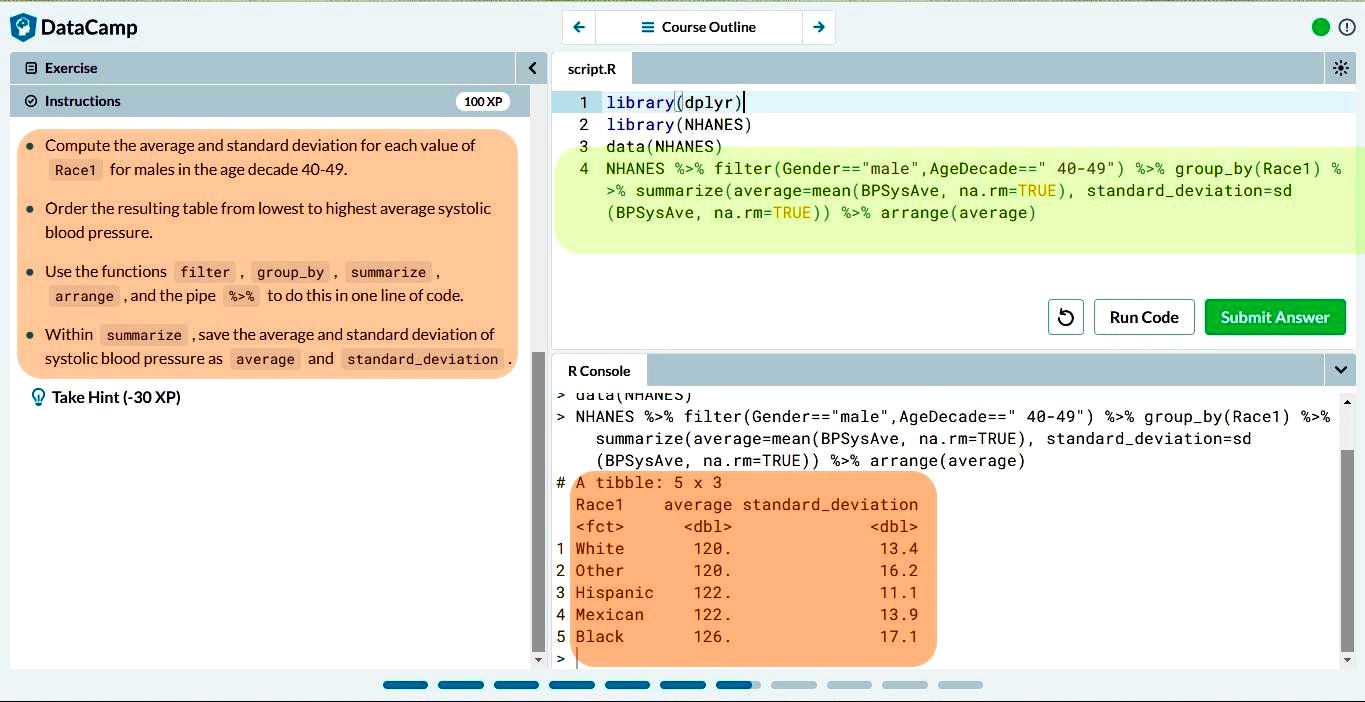 DataCamp
Course Outline
Exercise
Instructions
100 XP
Compute the average and standard deviation for each value of
Race1 for males in the age decade 40-49.
Order the resulting table from lowest to highest average systolic
blood pressure.
Use the functions filter , group_by , summarize ,
arrange , and the pipe %>% to do this in one line of code.
Within summarize , save the average and standard deviation of
systolic blood pressure as average and standard_deviation .
Take Hint (-30 XP)
script.R
1 library(dplyr)
2 library(NHANES)
3 data(NHANES)
4 NHANES %>% filter(Gender=="male",AgeDecade==" 40-49") %>% group_by(Race1) %
>% summarize(average=mean(BPSysAve, na.rm=TRUE), standard_deviation=sd
(BPSysAve, na.rm=TRUE)) %>% arrange(average)
Run Code
Submit Answer
R Console
> data(NHANES)
> NHANES %>% filter(Gender=="male",AgeDecade==" 40-49") %>% group_by(Race1) %>%
summarize(average=mean(BPSysAve, na.rm=TRUE), standard_deviation=sd
(BPSysAve, na.rm=TRUE)) %>% arrange(average)
# A tibble: 5 x 3
Race1 average standard_deviation
<fct> <dbl> <dbl>
1 White 120. 13.4
2 Other 120. 16.2
3 Hispanic 122. 11.1
4 Mexican 122. 13.9
5 Black 126. 17.1
>